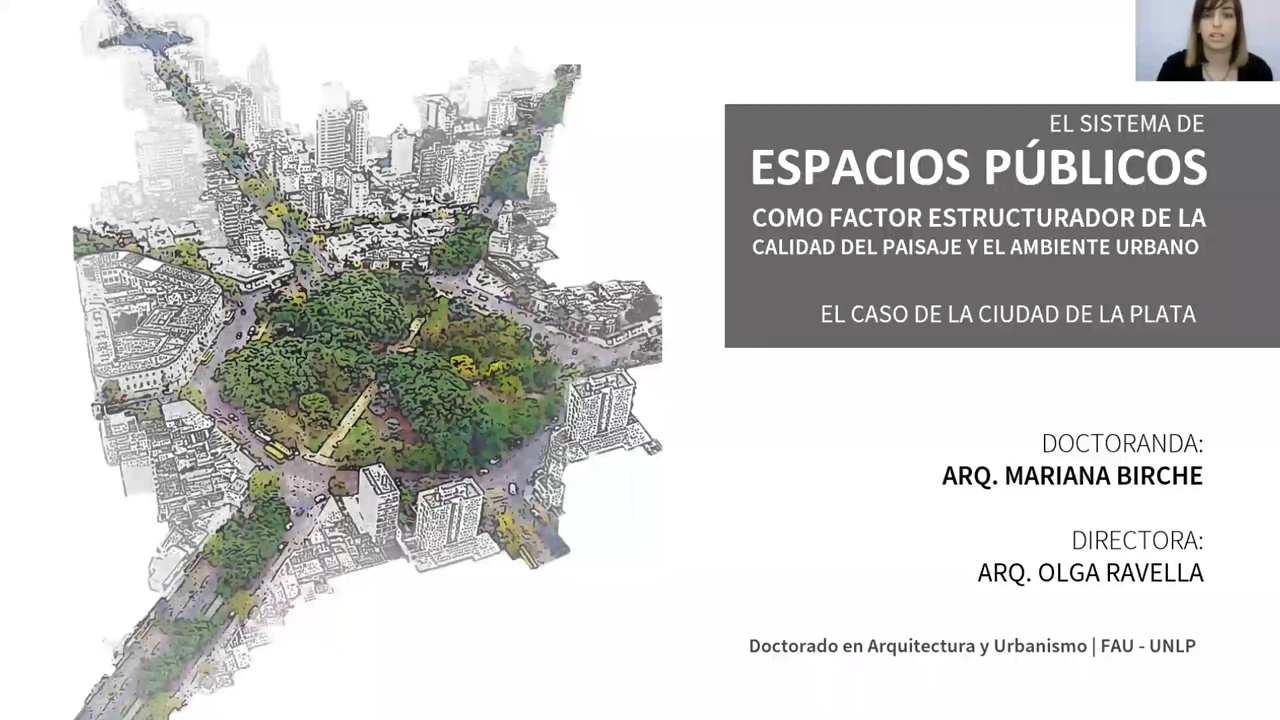 EL SISTEMA DE
ESPACIOS PÚBLICOS
COMO FACTOR ESTRUCTURADOR DE LA
CALIDAD DEL PAISAJE Y EL AMBIENTE URBANO
EL CASO DE LA CIUDAD DE LA PLATA
DOCTORANDA:
ARQ. MARIANA BIRCHE
DIRECTORA:
ARQ. OLGA RAVELLA
Doctorado en Arquitectura y Urbanismo | FAU - UNLP